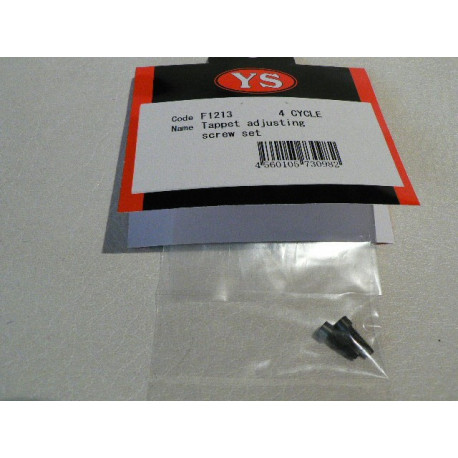 YS
Code F1213 4 CYCLE
Name Tappet adjusting
screw set
4560105730982